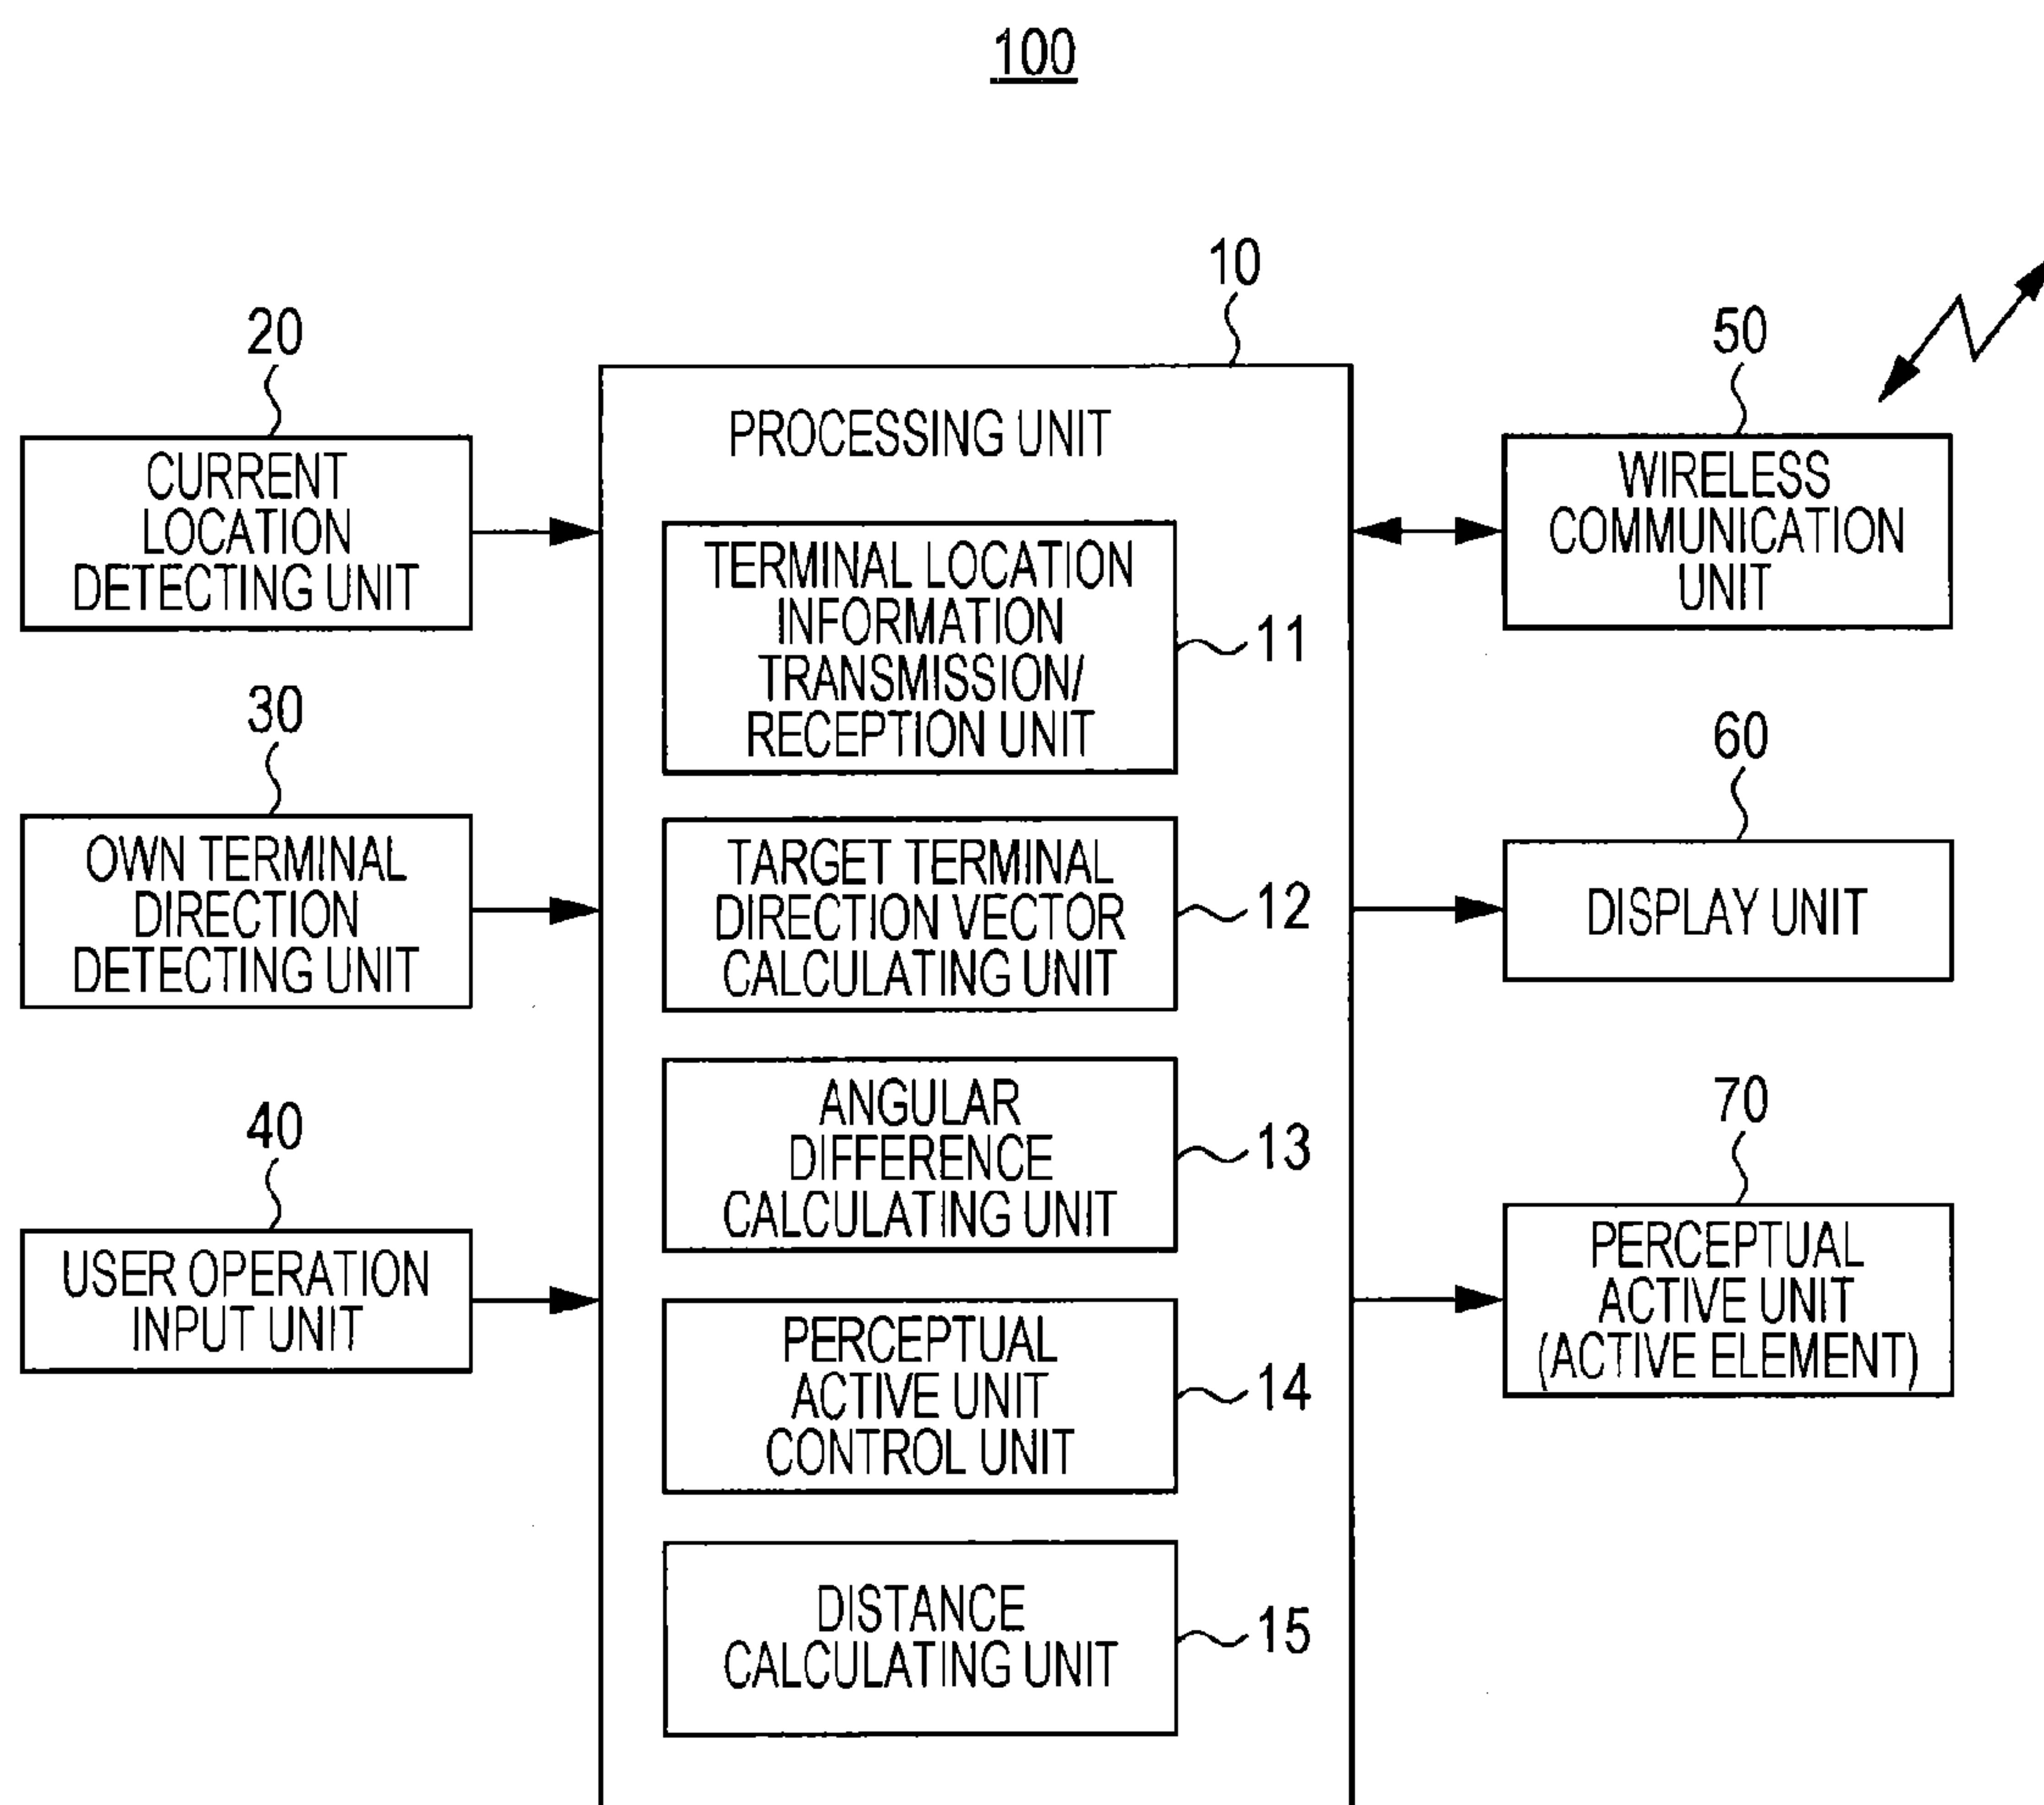 100
10
20
50
PROCESSING UNIT
CURRENT
LOCATION
DETECTING UNIT
WIRELESS
COMMUNICATION
UNIT
TERMINAL LOCATION
INFORMATION
TRANSMISSION/
RECEPTION UNIT
11
30
60
OWN TERMINAL
DIRECTION
DETECTING UNIT
TARGET TERMINAL
DIRECTION VECTOR
CALCULATING UNIT
12
DISPLAY UNIT
40
ANGULAR
DIFFERENCE
CALCULATING UNIT
13
70
USER OPERATION
INPUT UNIT
PERCEPTUAL
ACTIVE UNIT
(ACTIVE ELEMENT)
PERCEPTUAL
ACTIVE UNIT
CONTROL UNIT
14
DISTANCE
CALCULATING UNIT
15